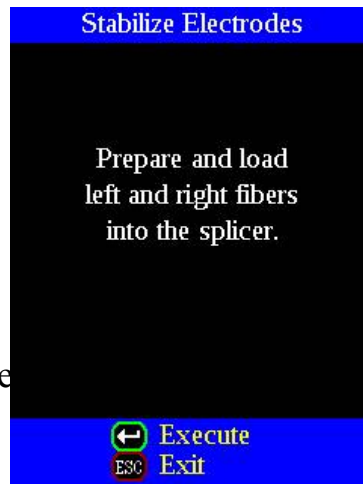 Stabilize Electrodes
Prepare and load
left and right fibers
into the splicer.
e
Execute
ESC Exit